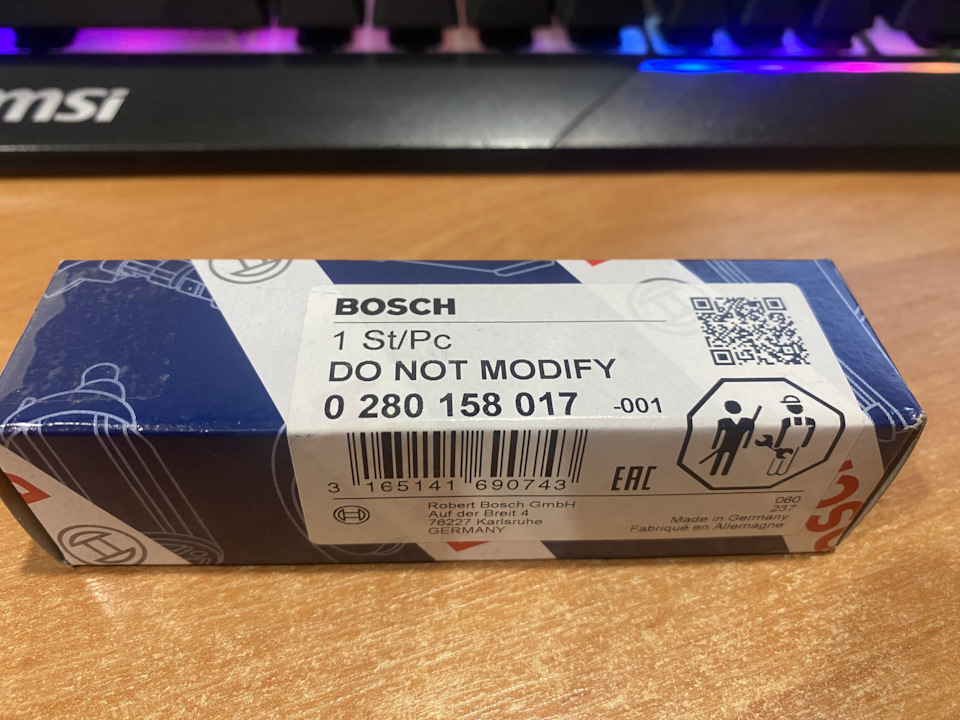 msi
BOSCH
1 St/Pc
DO NOT MODIFY
0 280 158 017 -001
3 165141 690743
EAC
Robert Bosch GmbH
Auf der Breit 4
76227 Karlsruhe
GERMANY
060
237
Made in Germany
Fabriqué en Allemagne